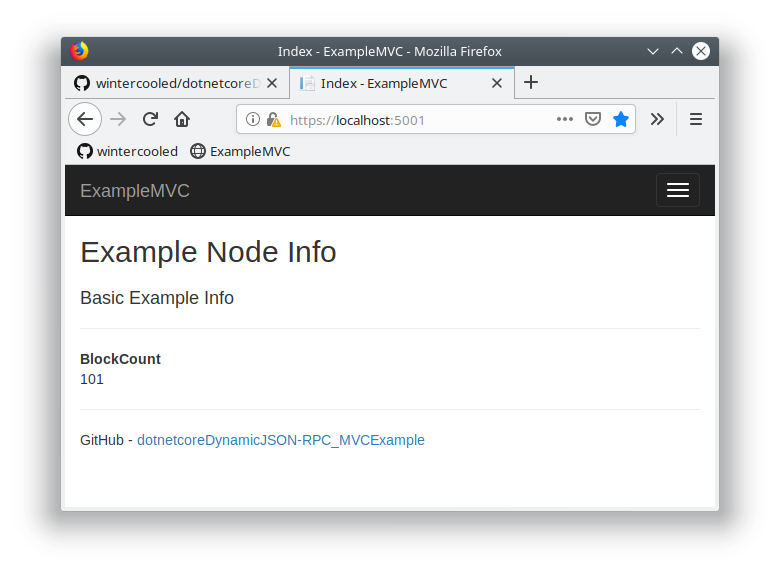 Index - ExampleMVC - Mozilla Firefox
wintercooled/dotnetcoreD
Index - ExampleMVC
https://localhost:5001
wintercooled
ExampleMVC
ExampleMVC
Example Node Info
Basic Example Info
BlockCount
101
GitHub - dotnetcoreDynamicJSON-RPC_MVCExample